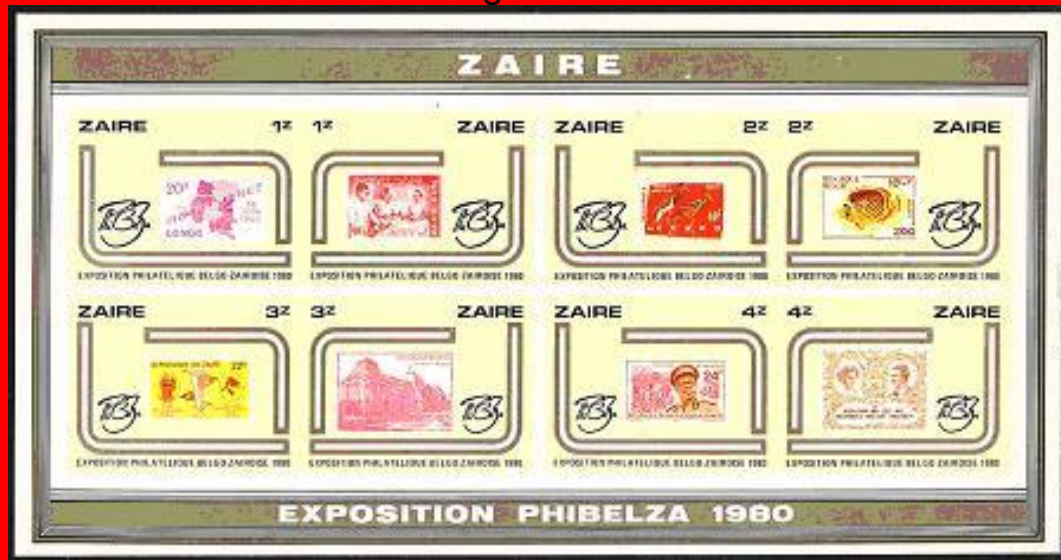 ZAIRE
ZAIRE 1Z 1Z ZAIRE ZAIRE 2Z 2Z ZAIRE
EXPOSITION PHILATELIQUE BELGO-ZAIROISE 1980 EXPOSITION PHILATELIQUE BELGO-ZAIROISE 1980 EXPOSITION PHILATELIQUE BELGO-ZAIROISE 1980 EXPOSITION PHILATELIQUE BELGO-ZAIROISE 1980
ZAIRE 3Z 3Z ZAIRE ZAIRE 4Z 4Z ZAIRE
EXPOSITION PHILATELIQUE BELGO-ZAIROISE 1980 EXPOSITION PHILATELIQUE BELGO-ZAIROISE 1980 EXPOSITION PHILATELIQUE BELGO-ZAIROISE 1980 EXPOSITION PHILATELIQUE BELGO-ZAIROISE 1980
EXPOSITION PHIBELZA 1980